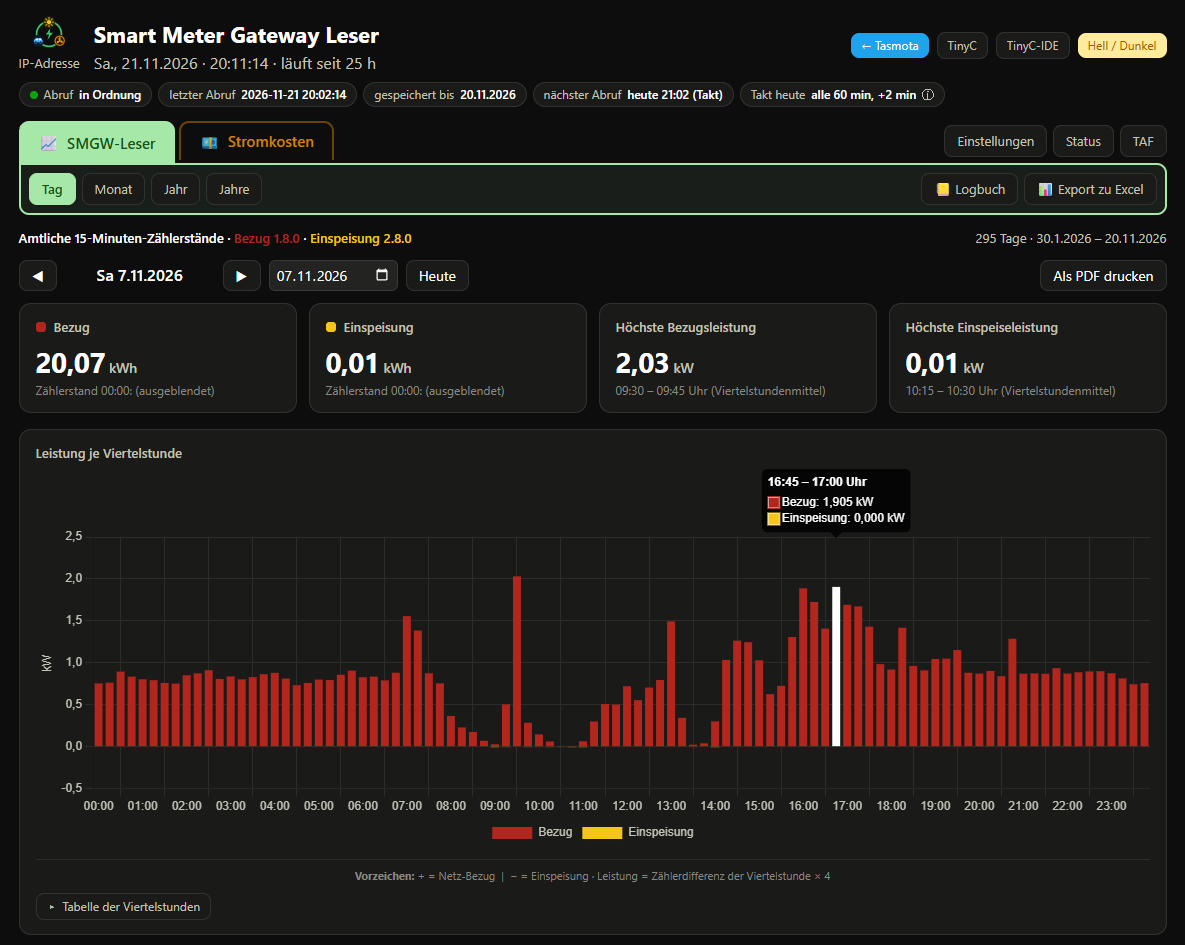 Smart Meter Gateway Leser
IP-Adresse Sa., 21.11.2026 · 20:11:14 · läuft seit 25 h
← Tasmota TinyC TinyC-IDE Hell / Dunkel
Abruf in Ordnung letzter Abruf 2026-11-21 20:02:14 gespeichert bis 20.11.2026 nächster Abruf heute 21:02 (Takt) Takt heute alle 60 min, +2 min ⓘ
SMGW-Leser Stromkosten Einstellungen Status TAF
Tag Monat Jahr Jahre Logbuch Export zu Excel
Amtliche 15-Minuten-Zählerstände · Bezug 1.8.0 · Einspeisung 2.8.0 295 Tage · 30.1.2026 – 20.11.2026
◀ Sa 7.11.2026 ▶ 07.11.2026 Heute Als PDF drucken
Bezug
20,07 kWh
Zählerstand 00:00: (ausgeblendet)
Einspeisung
0,01 kWh
Zählerstand 00:00: (ausgeblendet)
Höchste Bezugsleistung
2,03 kW
09:30 – 09:45 Uhr (Viertelstundenmittel)
Höchste Einspeiseleistung
0,01 kW
10:15 – 10:30 Uhr (Viertelstundenmittel)
Leistung je Viertelstunde
16:45 – 17:00 Uhr
Bezug: 1,905 kW
Einspeisung: 0,000 kW
kW
2,5
2,0
1,5
1,0
0,5
0,0
-0,5
00:00 01:00 02:00 03:00 04:00 05:00 06:00 07:00 08:00 09:00 10:00 11:00 12:00 13:00 14:00 15:00 16:00 17:00 18:00 19:00 20:00 21:00 22:00 23:00
Bezug Einspeisung
Vorzeichen: + = Netz-Bezug | − = Einspeisung · Leistung = Zählerdifferenz der Viertelstunde × 4
▸ Tabelle der Viertelstunden